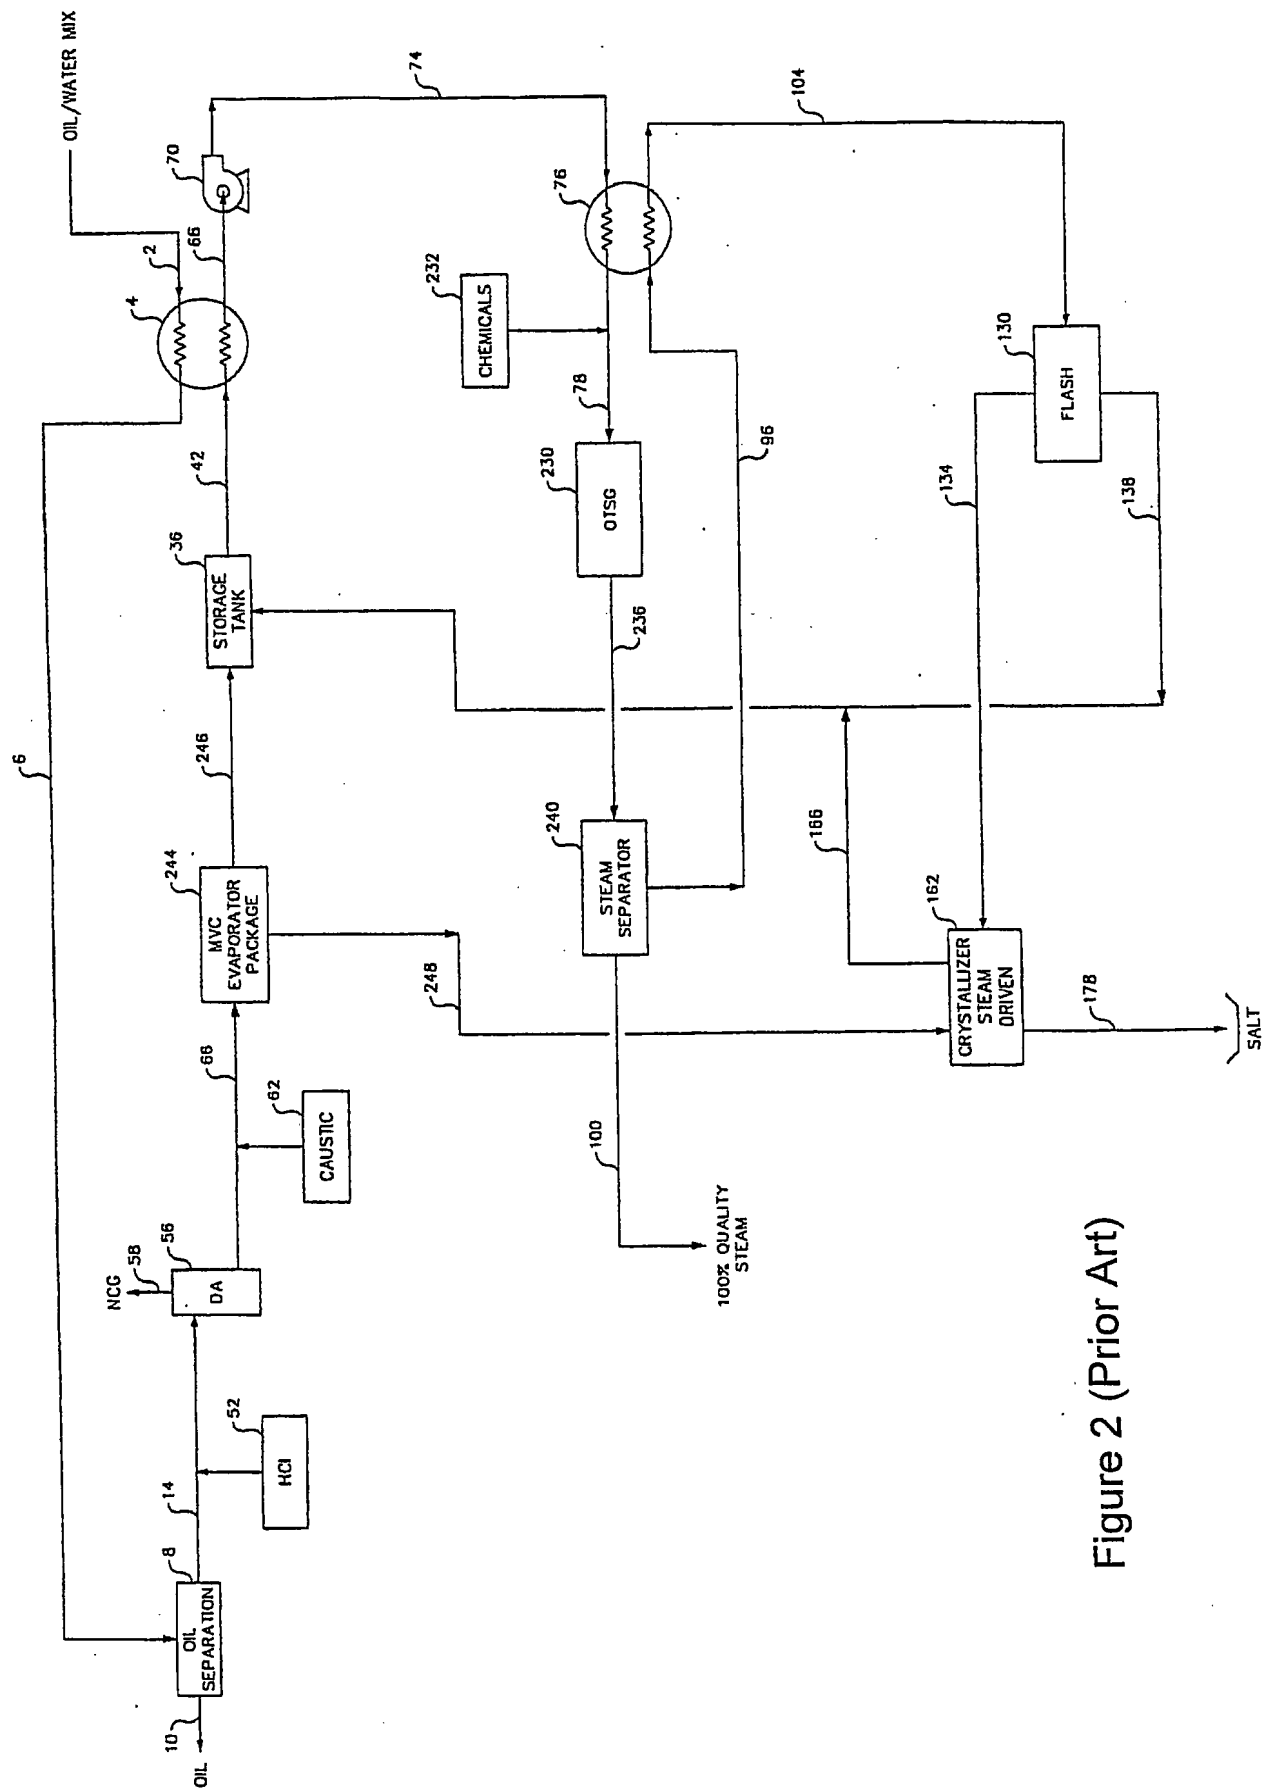 OIL/WATER MIX
2
4
66
70
74
6
42
36
STORAGE
TANK
246
244
MVC
EVAPORATOR
PACKAGE
248
66
62
CAUSTIC
NCG
58
56
DA
52
HCl
14
8
OIL
SEPARATION
10
OIL
76
104
232
CHEMICALS
78
230
OTSG
236
96
240
STEAM
SEPARATOR
100
100% QUALITY
STEAM
130
FLASH
134
138
166
162
CRYSTALLIZER
STEAM
DRIVEN
178
SALT
Figure 2 (Prior Art)